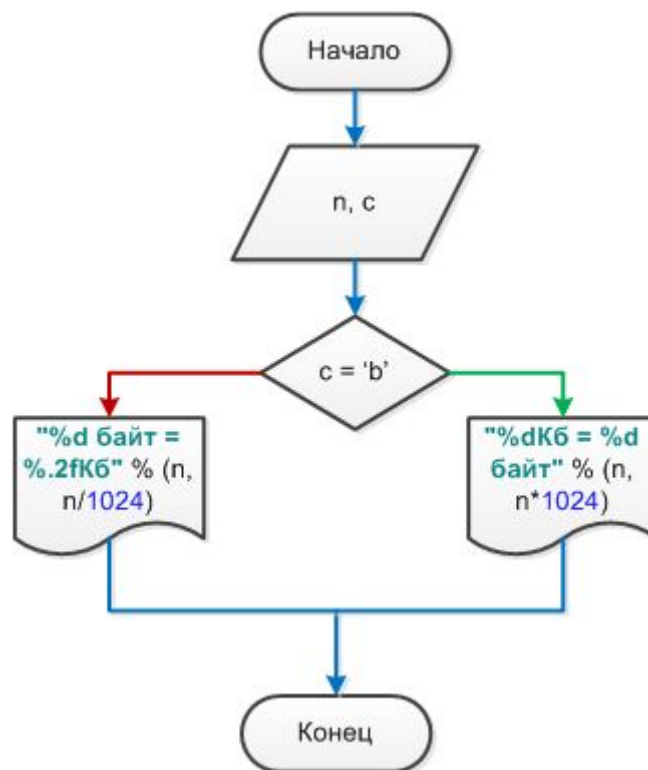 Начало
n, c
c = ‘b’
"%d байт =
%.2fКб" % (n,
n/1024)
"%dКб = %d
байт" % (n,
n*1024)
Конец